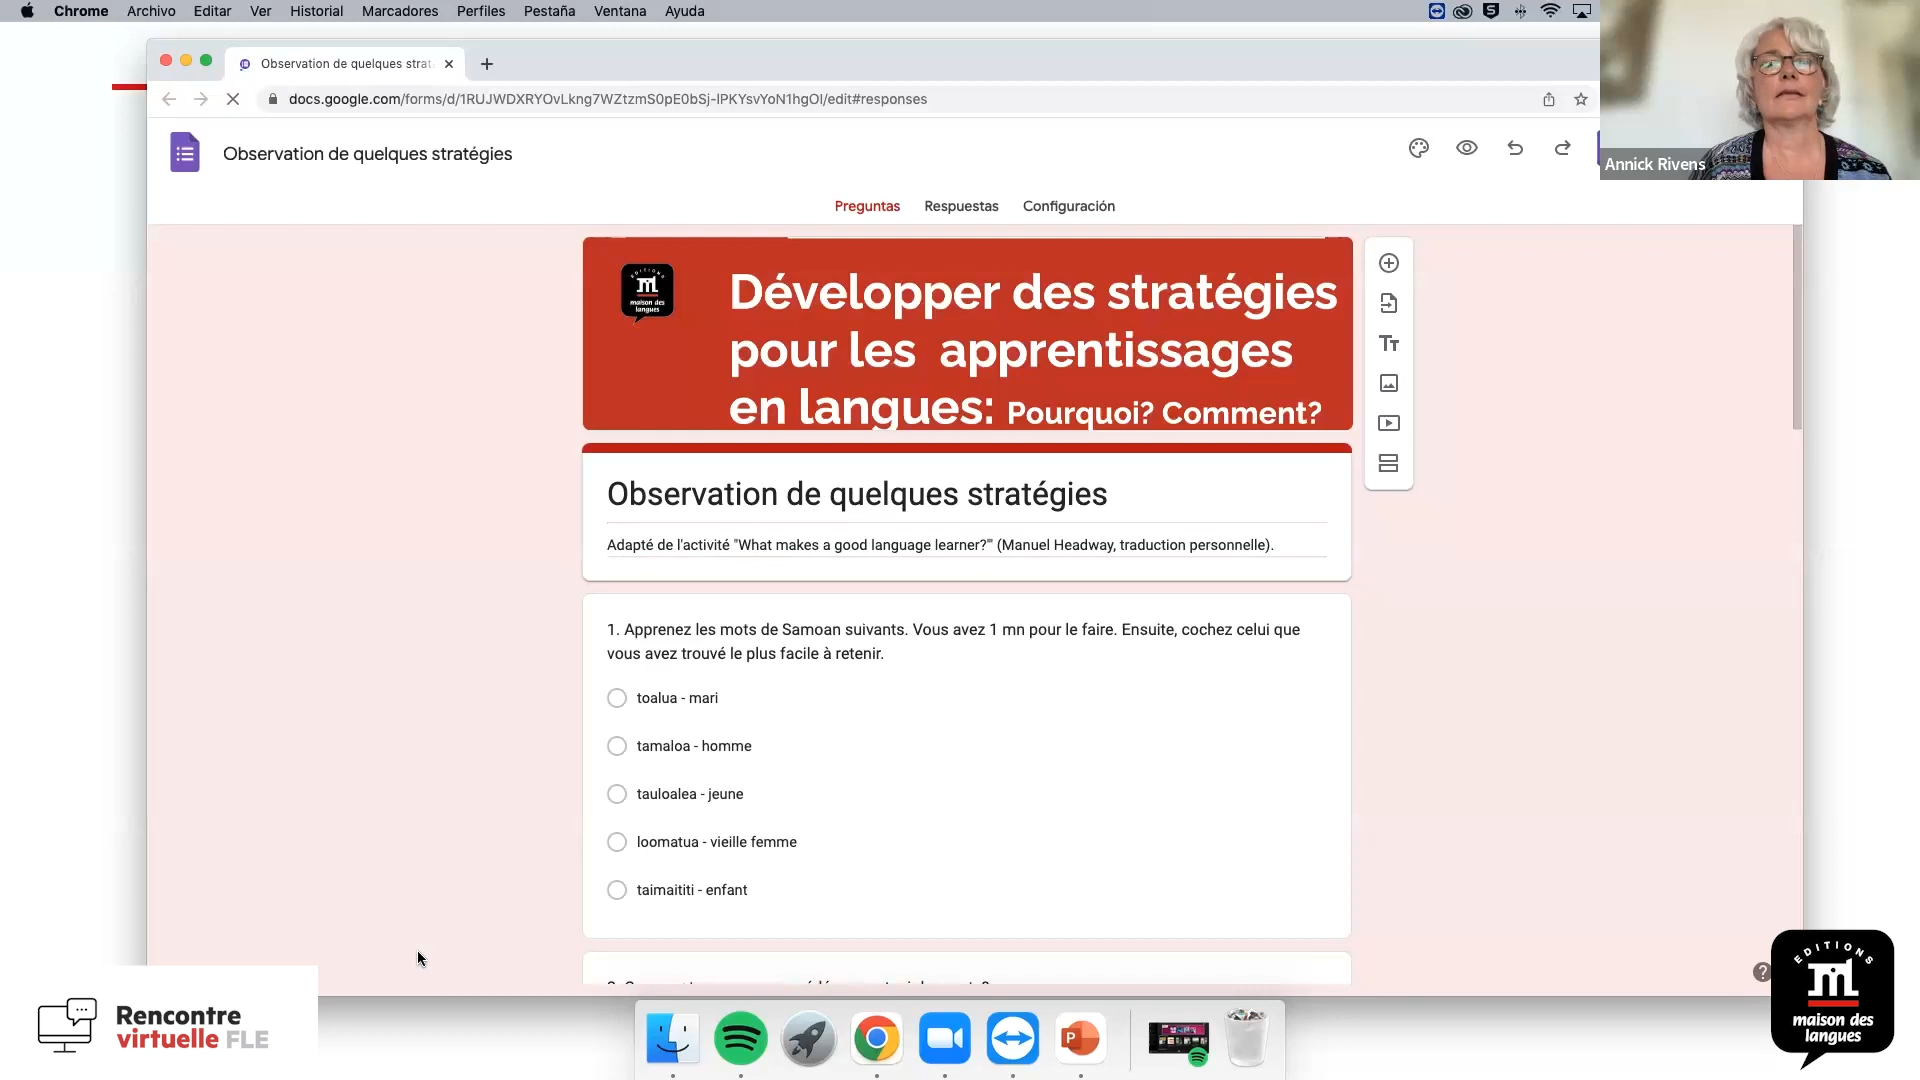 Chrome Archivo Editar Ver Historial Marcadores Perfiles Pestaña Ventana Ayuda
Observation de quelques strat
docs.google.com/forms/d/1RUJWDXRYOvLkng7WZtzmS0pE0bSj-IPKYsvYoN1hgOI/edit#responses
Observation de quelques stratégies
Annick Rivens
Preguntas Respuestas Configuración
EDITIONS
maison des
langues
Développer des stratégies
pour les apprentissages
en langues: Pourquoi? Comment?
Observation de quelques stratégies
Adapté de l'activité "What makes a good language learner?'" (Manuel Headway, traduction personnelle).
1. Apprenez les mots de Samoan suivants. Vous avez 1 mn pour le faire. Ensuite, cochez celui que
vous avez trouvé le plus facile à retenir.
toalua - mari
tamaloa - homme
tauloalea - jeune
loomatua - vieille femme
taimaititi - enfant
Rencontre
virtuelle FLE
EDITIONS
maison des
langues